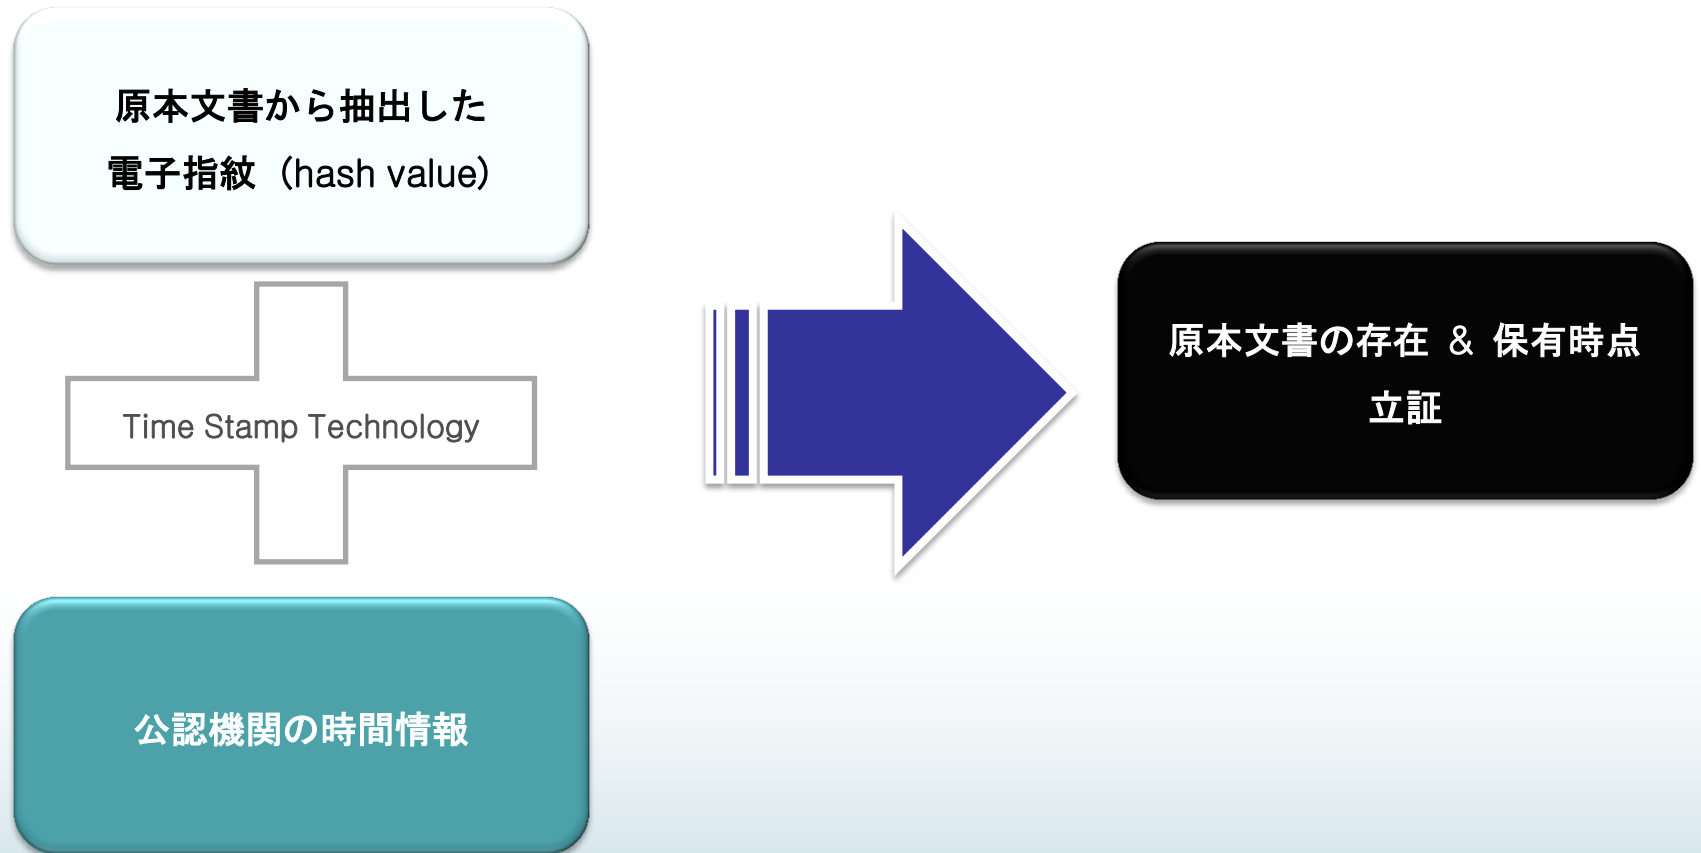 原本文書から抽出した
電子指紋（hash value）
Time Stamp Technology
公認機関の時間情報
原本文書の存在 & 保有時点
立証